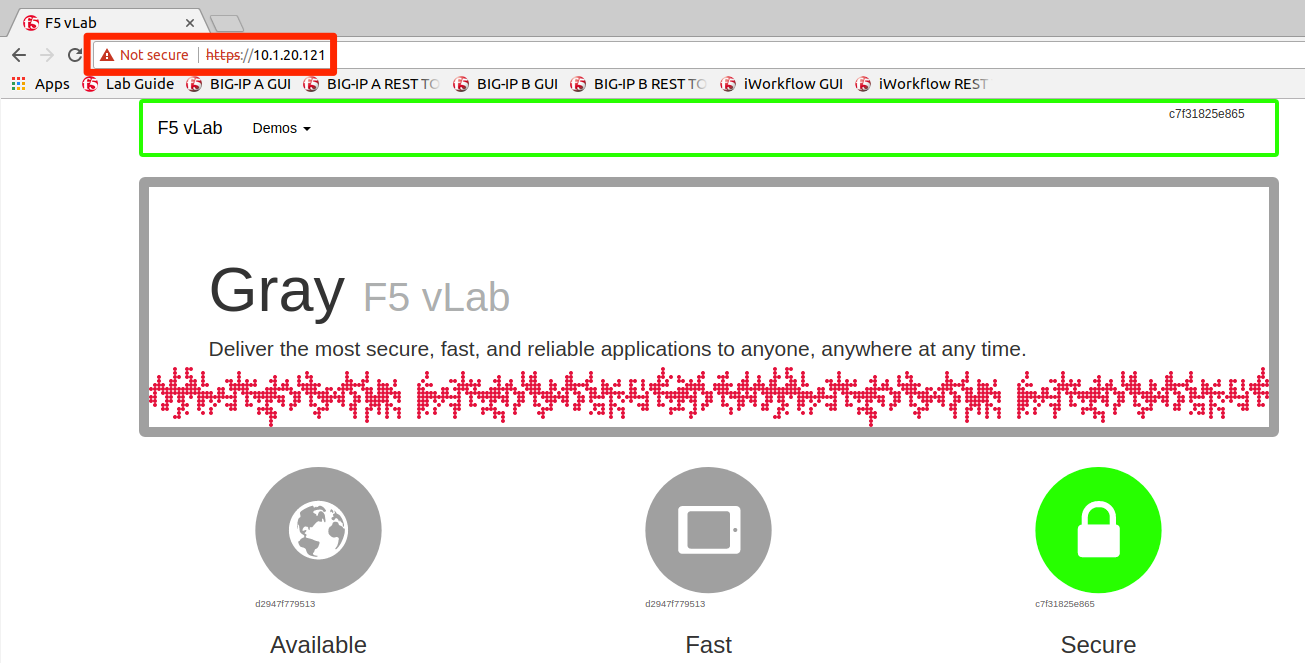 F5 vLab
Not secure https://10.1.20.121
Apps Lab Guide BIG-IP A GUI BIG-IP A REST TO BIG-IP B GUI BIG-IP B REST TO iWorkflow GUI iWorkflow REST
F5 vLab Demos c7f31825e865
Gray F5 vLab
Deliver the most secure, fast, and reliable applications to anyone, anywhere at any time.
d2947f779513 d2947f779513 c7f31825e865
Available Fast Secure